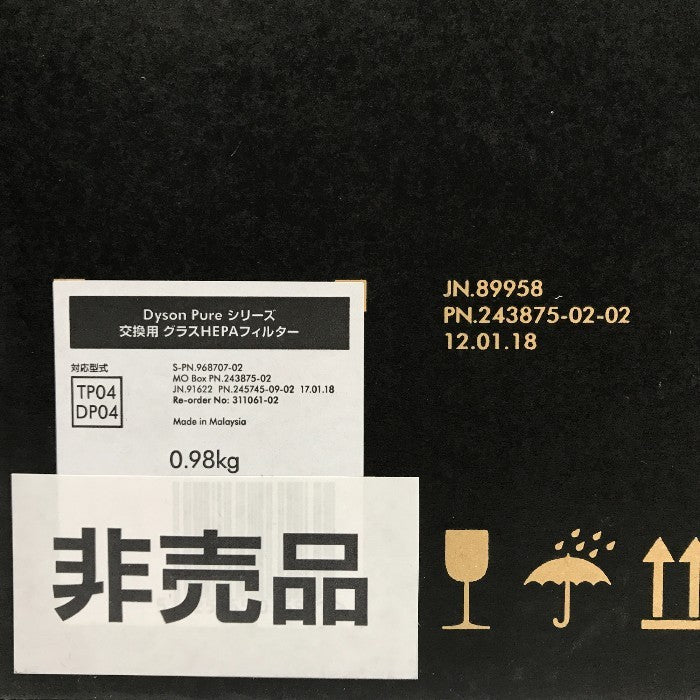 JN.89958
PN.243875-02-02
12.01.18
Dyson Pure シリーズ
交換用 グラスHEPAフィルター
対応型式
TP04
DP04
S-PN.968707-02
MO Box PN.243875-02
JN.91622 PN.245745-09-02 17.01.18
Re-order No: 311061-02
Made in Malaysia
0.98kg
非売品